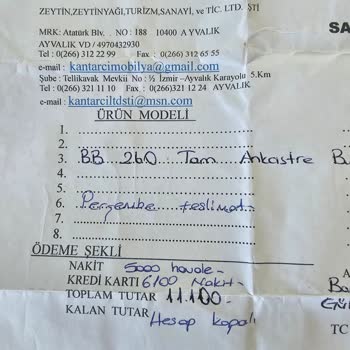 ZEYTİN,ZEYTİNYAĞI,TURİZM,SANAYİ, ve TİC. LTD. ŞTİ
SA
MRK: Atatürk Blv. NO : 188 10400 A AYVALIK
AYVALIK VD / 4970432930
Tel : 0(266) 312 22 99 Fax : 0(266) 312 65 55
e-mail : kantarcimobilya@gmail.com
Şube : Tellikavak Mevkii No : ½ İzmir –Ayvalık Karayolu 5.Km
Tel : 0(266) 321 11 10 Fax : 0(266)321 12 24 AYVALIK
e-mail : kantarciltdsti@msn.com
ÜRÜN MODELİ
1.
2.
3. BB 260 Tam Ankastre B
4.
5.
6. Perşembe teslimat
7.
8.
ÖDEME ŞEKLİ
NAKİT 5000 havale
KREDİ KARTI 6100 Nakit
TOPLAM TUTAR 11.100
KALAN TUTAR Hesap kapalı
TC